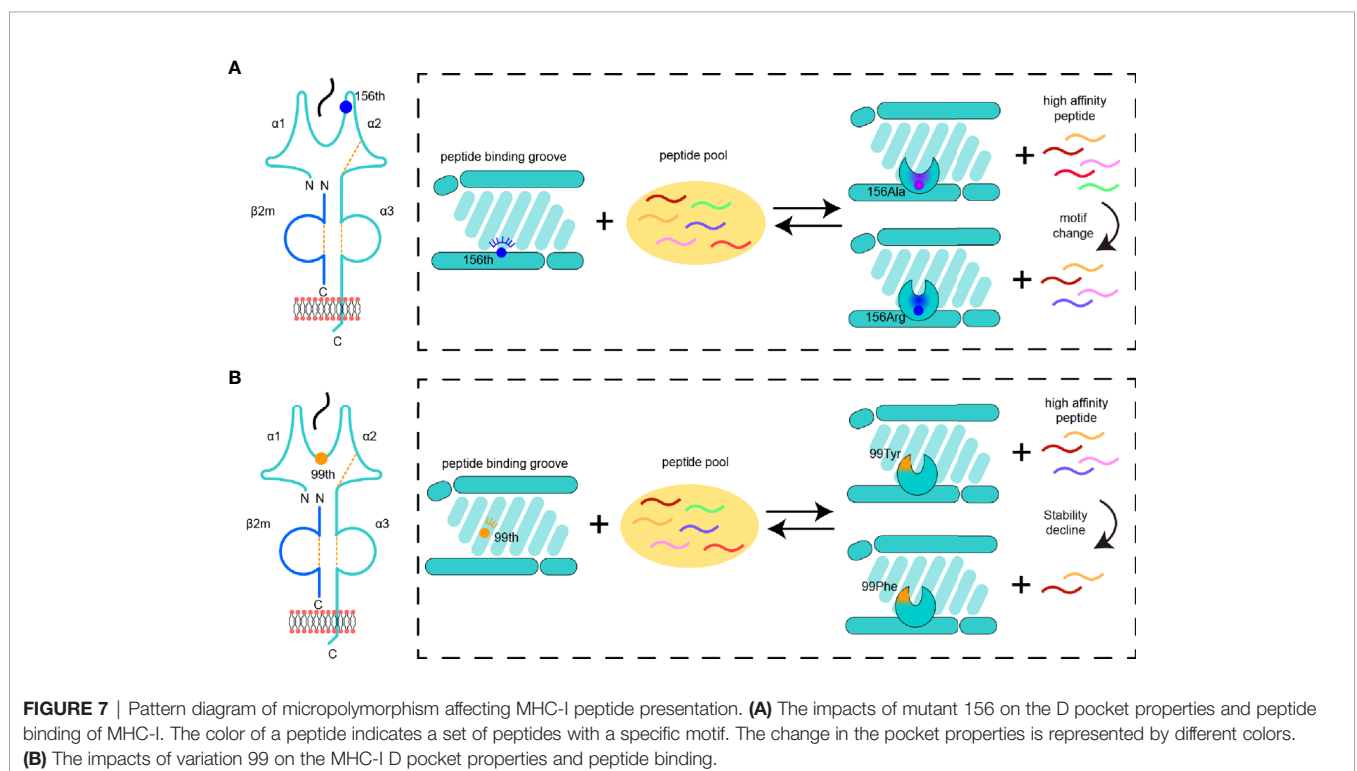 A
156th
α1
α2
N N
β2m
α3
C
C
peptide binding groove
156th
+
peptide pool
156Ala
+
high affinity
peptide
motif
change
156Arg
+
B
α1
α2
99th
N N
β2m
α3
C
C
peptide binding groove
99th
+
peptide pool
99Tyr
+
high affinity
peptide
Stability
decline
99Phe
+
FIGURE 7 | Pattern diagram of micropolymorphism affecting MHC-I peptide presentation. (A) The impacts of mutant 156 on the D pocket properties and peptide
binding of MHC-I. The color of a peptide indicates a set of peptides with a specific motif. The change in the pocket properties is represented by different colors.
(B) The impacts of variation 99 on the MHC-I D pocket properties and peptide binding.